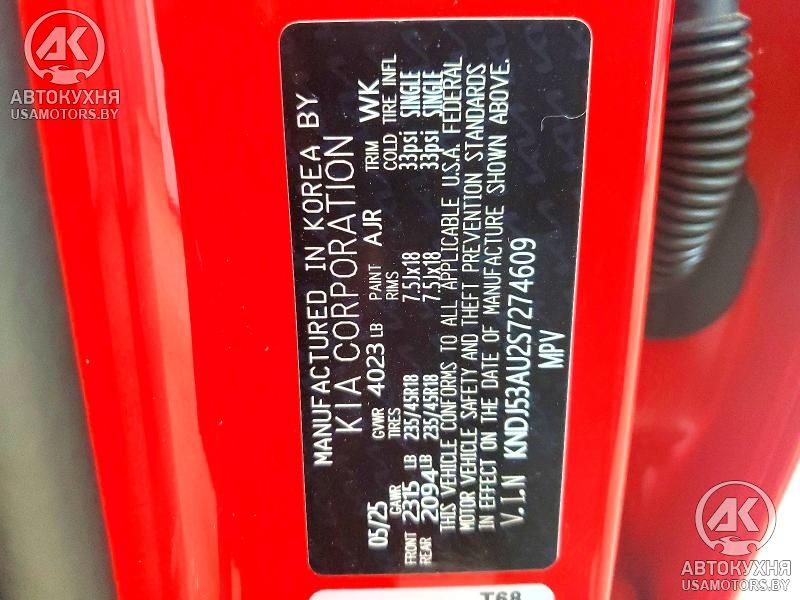 MANUFACTURED IN KOREA BY
KIA CORPORATION
05/25 GVWR 4023 LB PAINT AJR TRIM WK
GAWR TIRES RIMS COLD TIRE INFL
FRONT 2315 LB 235/45R18 7.5Jx18 33psi SINGLE
REAR 2094 LB 235/45R18 7.5Jx18 33psi SINGLE
THIS VEHICLE CONFORMS TO ALL APPLICABLE U.S.A. FEDERAL
MOTOR VEHICLE SAFETY AND THEFT PREVENTION STANDARDS
IN EFFECT ON THE DATE OF MANUFACTURE SHOWN ABOVE.
V.I.N KNDJ53AU2S7274609
MPV
T68
АК
АВТОКУХНЯ
USAMOTORS.BY
АК
АВТОКУХНЯ
USAMOTORS.BY